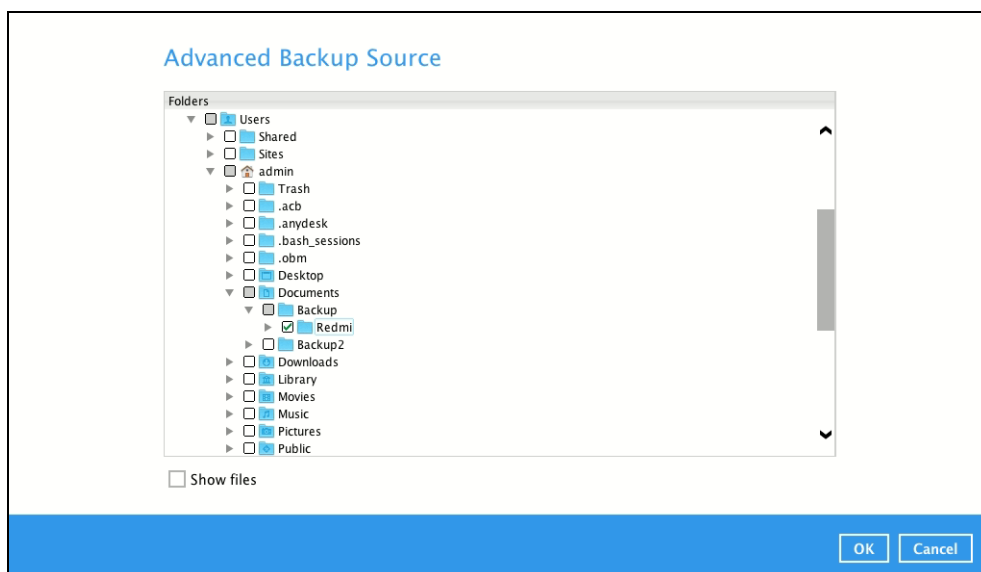 Advanced Backup Source
Folders
Users
Shared
Sites
admin
Trash
.acb
.anydesk
.bash_sessions
.obm
Desktop
Documents
Backup
Redmi
Backup2
Downloads
Library
Movies
Music
Pictures
Public
Show files
OK Cancel